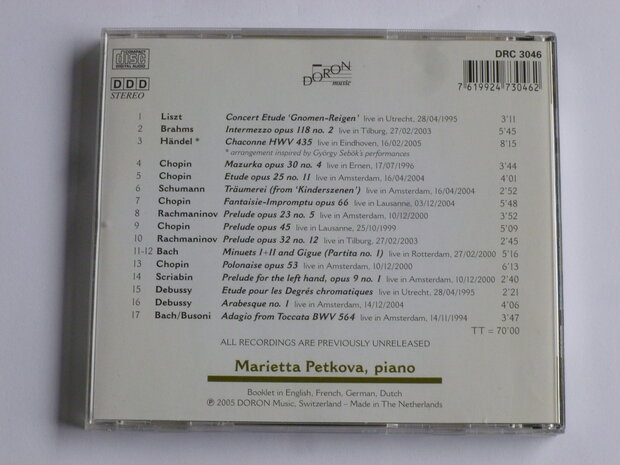 COMPACT
disc
DIGITAL AUDIO
DDD
STEREO
DORON
music
DRC 3046
7 619924 730462
1 Liszt Concert Etude 'Gnomen-Reigen' live in Utrecht, 28/04/1995 3'11
2 Brahms Intermezzo opus 118 no. 2 live in Tilburg, 27/02/2003 5'45
3 Händel * Chaconne HWV 435 live in Eindhoven, 16/02/2005 8'15
* arrangement inspired by György Sebök's performances
4 Chopin Mazurka opus 30 no. 4 live in Ernen, 17/07/1996 3'44
5 Chopin Etude opus 25 no. 11 live in Amsterdam, 16/04/2004 4'01
6 Schumann Träumerei (from 'Kinderszenen') live in Amsterdam, 16/04/2004 2'52
7 Chopin Fantaisie-Impromptu opus 66 live in Lausanne, 03/12/2004 5'48
8 Rachmaninov Prelude opus 23 no. 5 live in Amsterdam, 10/12/2000 3'52
9 Chopin Prelude opus 45 live in Lausanne, 25/10/1999 5'09
10 Rachmaninov Prelude opus 32 no. 12 live in Tilburg, 27/02/2003 2'45
11-12 Bach Minuets I+II and Gigue (Partita no. 1) live in Rotterdam, 27/02/2000 5'16
13 Chopin Polonaise opus 53 live in Amsterdam, 10/12/2000 6'13
14 Scriabin Prelude for the left hand, opus 9 no. 1 live in Amsterdam, 10/12/2000 2'40
15 Debussy Etude pour les Degrés chromatiques live in Utrecht, 28/04/1995 2'21
16 Debussy Arabesque no. 1 live in Amsterdam, 14/12/2004 4'06
17 Bach/Busoni Adagio from Toccata BWV 564 live in Amsterdam, 14/11/1994 3'47
TT = 70'00
ALL RECORDINGS ARE PREVIOUSLY UNRELEASED
Marietta Petkova, piano
Booklet in English, French, German, Dutch
℗ 2005 DORON Music, Switzerland – Made in The Netherlands